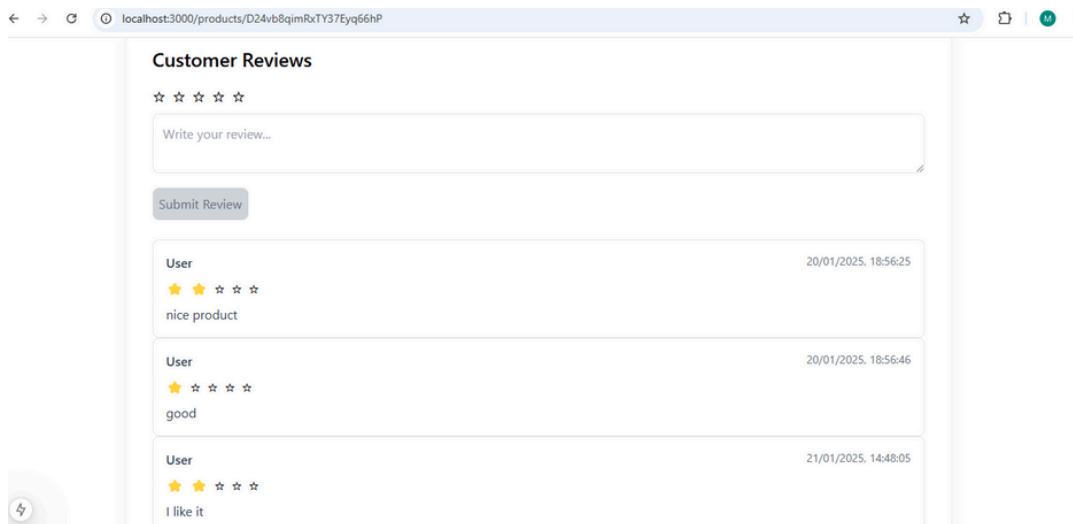 localhost:3000/products/D24vb8qimRxTY37Eyq66hP
M
Customer Reviews
Write your review...
Submit Review
User
20/01/2025, 18:56:25
nice product
User
20/01/2025, 18:56:46
good
User
21/01/2025, 14:48:05
I like it